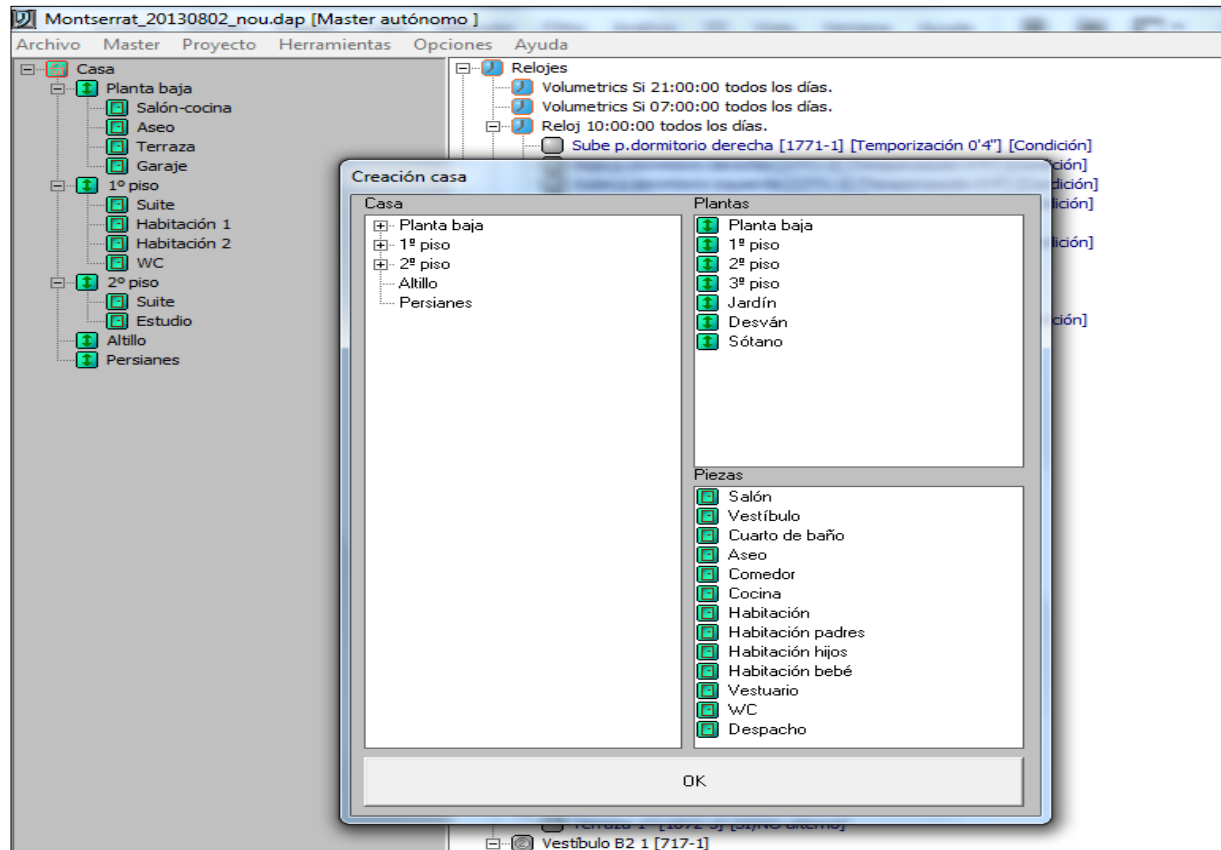 Montserrat_20130802_nou.dap [Master autónomo ]
Archivo Master Proyecto Herramientas Opciones Ayuda
Casa
Planta baja
Salón-cocina
Aseo
Terraza
Garaje
1º piso
Suite
Habitación 1
Habitación 2
WC
2º piso
Suite
Estudio
Altillo
Persianes
Relojes
Volumetrics Si 21:00:00 todos los días.
Volumetrics Si 07:00:00 todos los días.
Reloj 10:00:00 todos los días.
Sube p.dormitorio derecha [1771-1] [Temporización 0'4"] [Condición]
Creación casa
Casa
Planta baja
1ª piso
2ª piso
Altillo
Persianes
Plantas
Planta baja
1ª piso
2ª piso
3ª piso
Jardín
Desván
Sótano
Piezas
Salón
Vestíbulo
Cuarto de baño
Aseo
Comedor
Cocina
Habitación
Habitación padres
Habitación hijos
Habitación bebé
Vestuario
WC
Despacho
OK
Vestíbulo B2 1 [717-1]